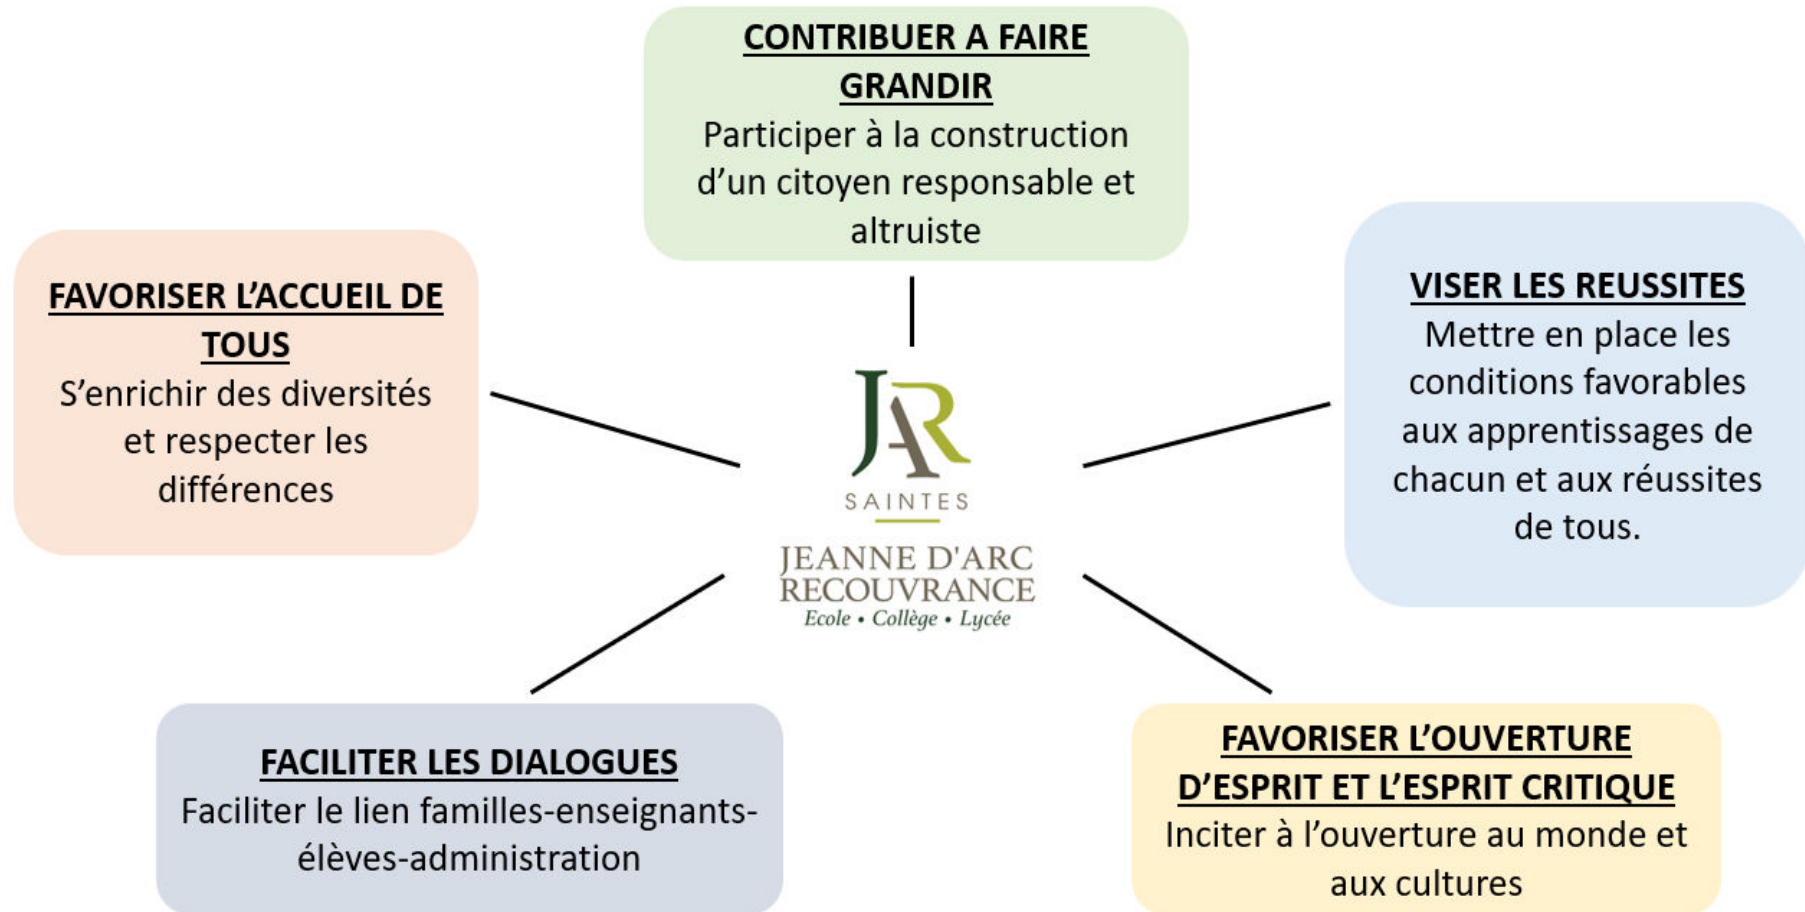 CONTRIBUER A FAIRE
GRANDIR
Participer à la construction
d’un citoyen responsable et
altruiste
FAVORISER L’ACCUEIL DE
TOUS
S’enrichir des diversités
et respecter les
différences
VISER LES REUSSITES
Mettre en place les
conditions favorables
aux apprentissages de
chacun et aux réussites
de tous.
JAR
SAINTES
JEANNE D'ARC
RECOUVRANCE
Ecole • Collège • Lycée
FACILITER LES DIALOGUES
Faciliter le lien familles-enseignants-
élèves-administration
FAVORISER L’OUVERTURE
D’ESPRIT ET L’ESPRIT CRITIQUE
Inciter à l’ouverture au monde et
aux cultures